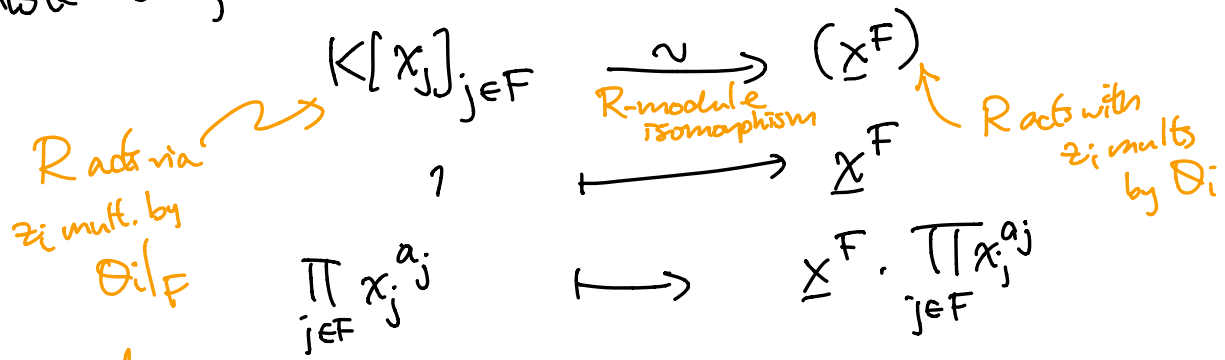 K[x_j]_{j∈F} ~⟶ (x^F)
R-module isomorphism
R acts via z_i mult. by θ_i|_F
R acts with z_i mults by θ_i
1 ⟼ x^F
∏_{j∈F} x_j^{a_j} ⟼ x^F · ∏_{j∈F} x_j^{a_j}